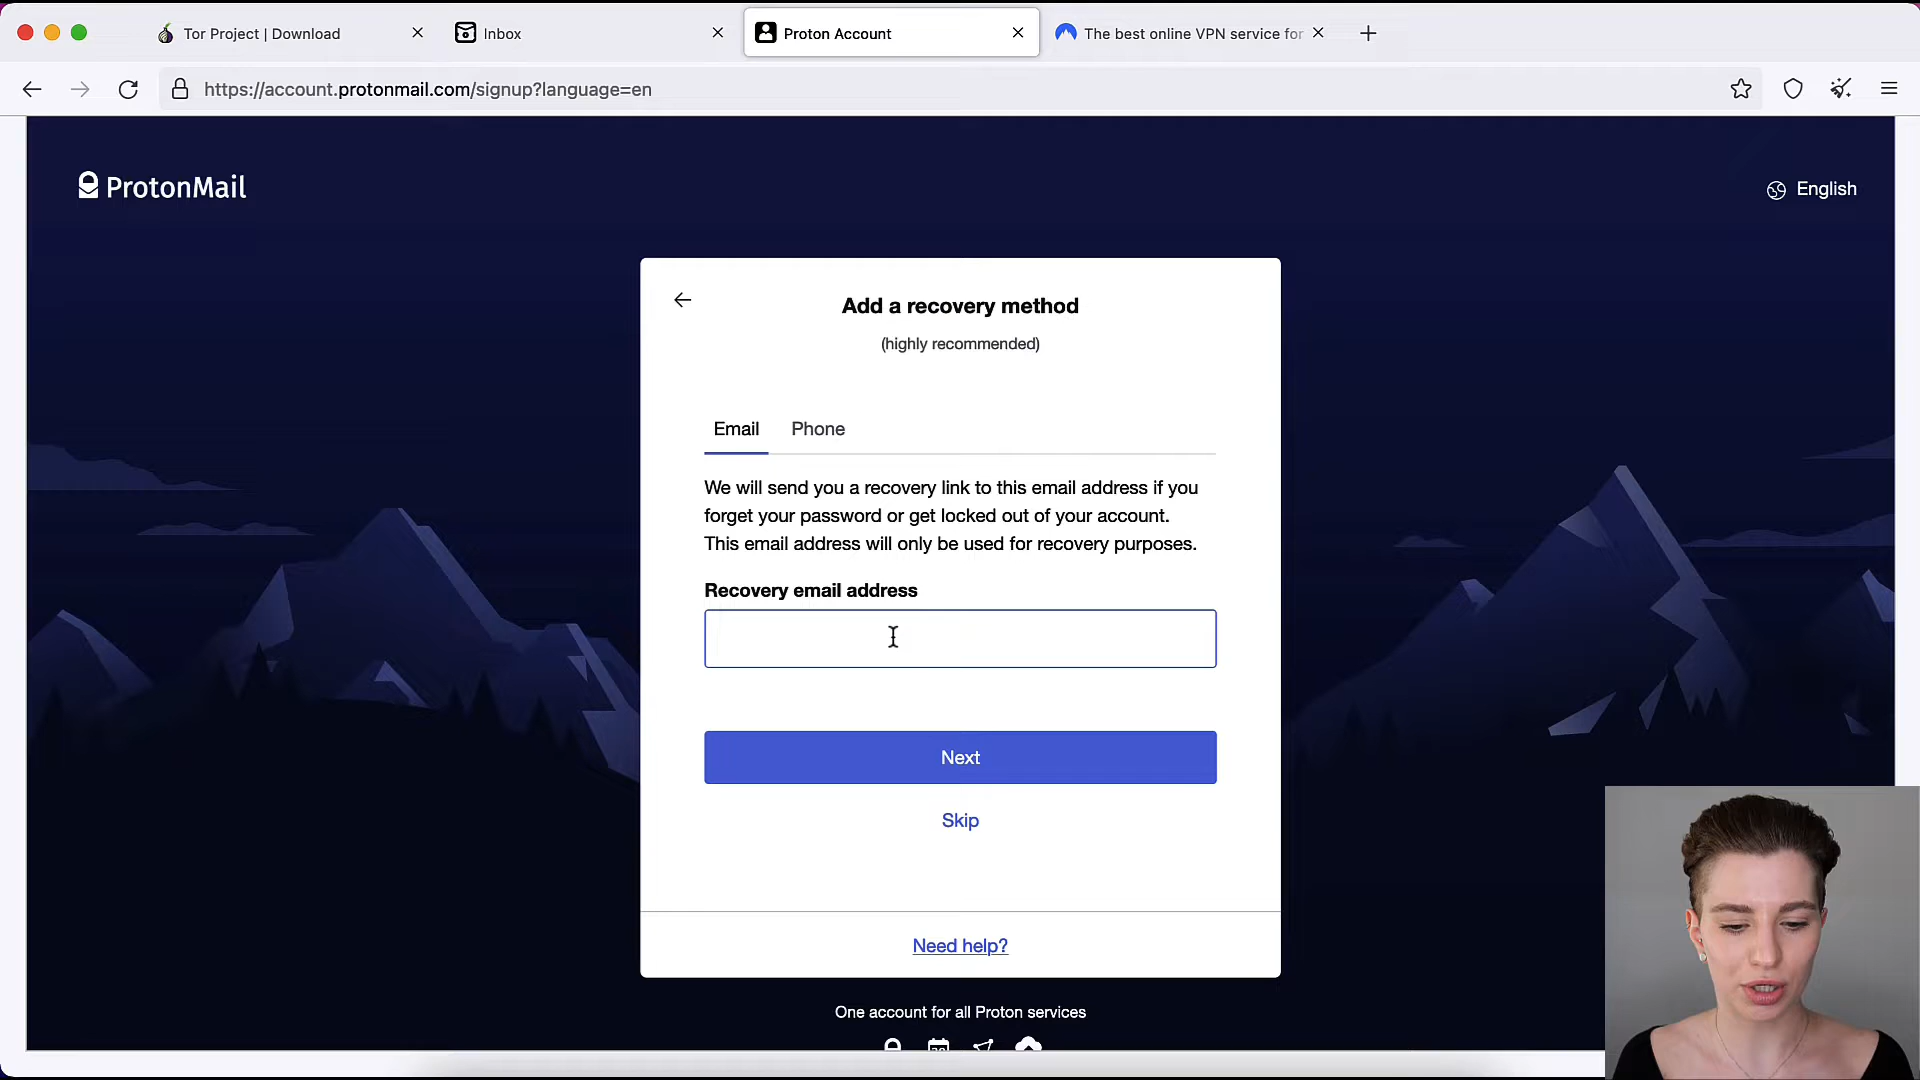 Tor Project | Download
Inbox
Proton Account
The best online VPN service for
https://account.protonmail.com/signup?language=en
ProtonMail
English
Add a recovery method
(highly recommended)
Email
Phone
We will send you a recovery link to this email address if you
forget your password or get locked out of your account.
This email address will only be used for recovery purposes.
Recovery email address
Next
Skip
Need help?
One account for all Proton services